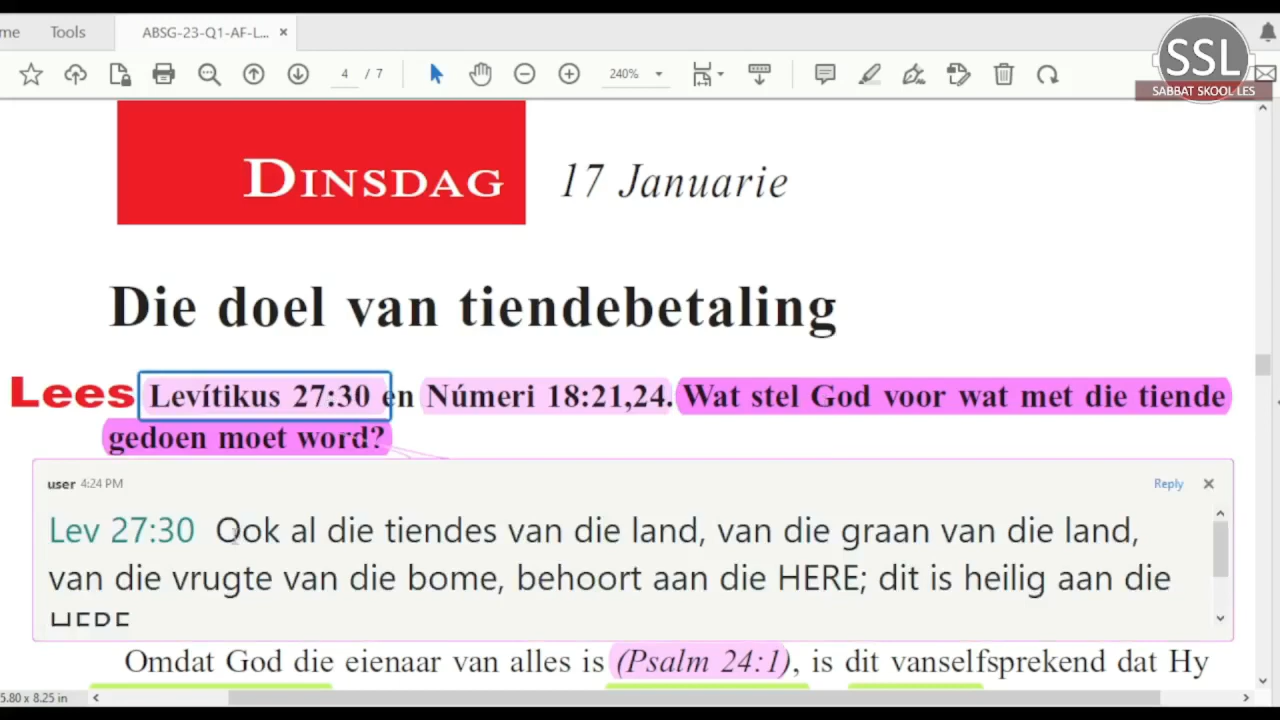 me Tools ABSG-23-Q1-AF-L... ×
SSL
SABBAT SKOOL LES
4 / 7 240%
DINSDAG 17 Januarie
Die doel van tiendebetaling
Lees Levítikus 27:30 en Número 18:21,24. Wat stel God voor wat met die tiende
gedoen moet word?
user 4:24 PM Reply ×
Lev 27:30 Ook al die tiendes van die land, van die graan van die land,
van die vrugte van die bome, behoort aan die HERE; dit is heilig aan die
HERE
Omdat God die eienaar van alles is (Psalm 24:1), is dit vanselfsprekend dat Hy
5.80 x 8.25 in